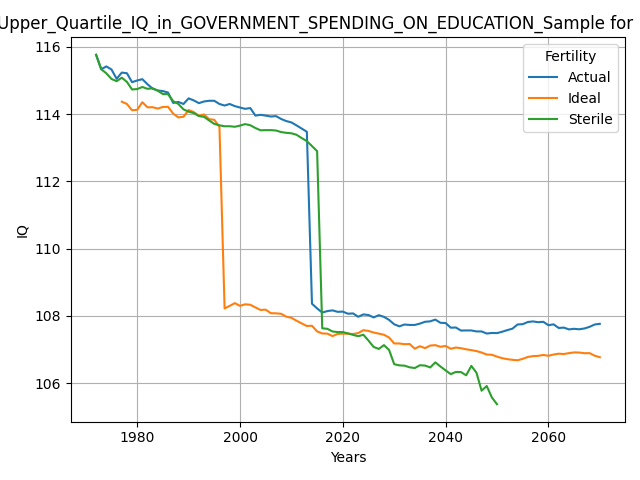 Upper_Quartile_IQ_in_GOVERNMENT_SPENDING_ON_EDUCATION_Sample for
116
114
112
110
108
106
IQ
Fertility
Actual
Ideal
Sterile
1980
2000
2020
2040
2060
Years